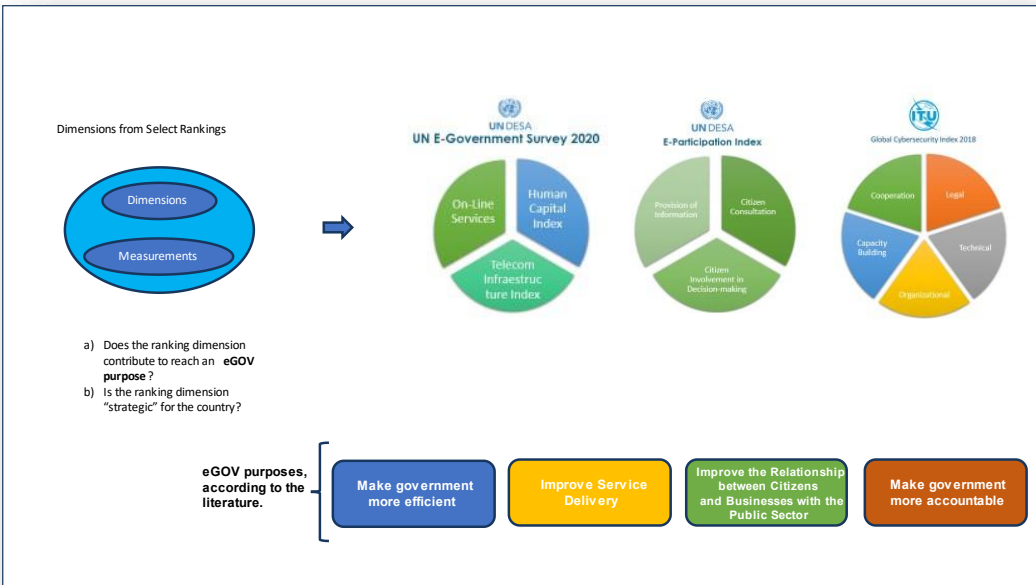 Dimensions from Select Rankings
Dimensions
Measurements
UN DESA
UN E-Government Survey 2020
On-Line
Services
Human
Capital
Index
Telecom
Infraestruc
ture Index
UN DESA
E-Participation Index
Provision of
Information
Citizen
Consultation
Citizen
Involvement in
Decision-making
ITU
Global Cybersecurity Index 2018
Cooperation
Legal
Capacity
Building
Technical
Organizational
a) Does the ranking dimension
contribute to reach an eGOV
purpose ?
b) Is the ranking dimension
“strategic” for the country?
eGOV purposes,
according to the
literature.
Make government
more efficient
Improve Service
Delivery
Improve the Relationship
between Citizens
and Businesses with the
Public Sector
Make government
more accountable